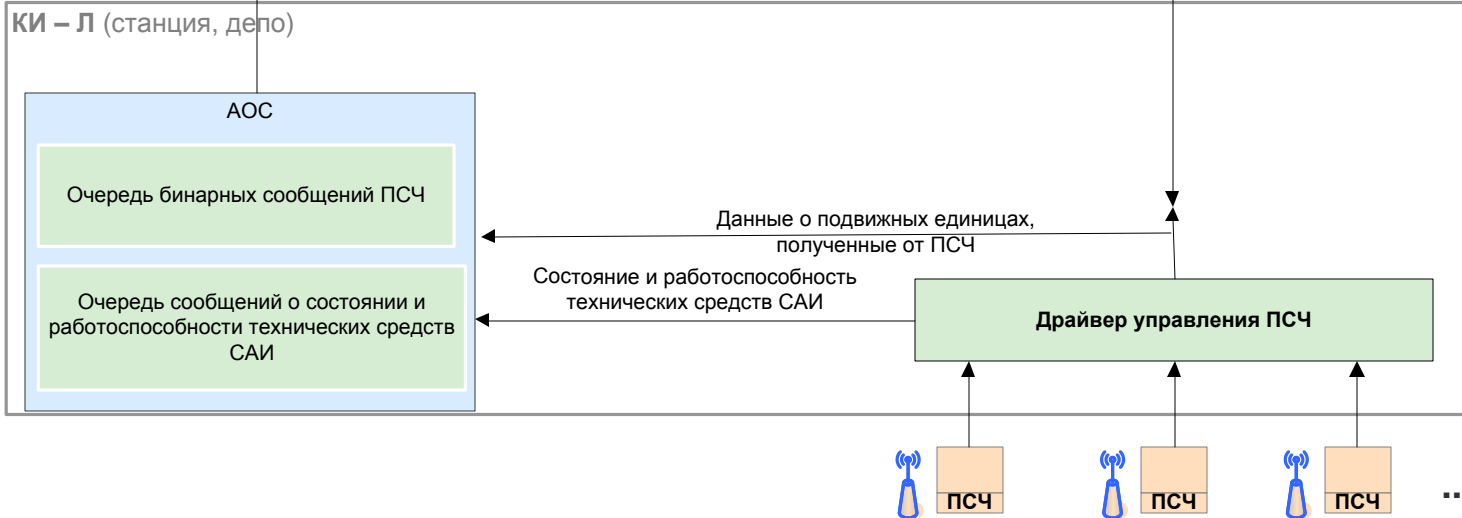 КИ – Л (станция, депо)
АОС
Очередь бинарных сообщений ПСЧ
Данные о подвижных единицах,
полученные от ПСЧ
Очередь сообщений о состоянии и
работоспособности технических средств
САИ
Состояние и работоспособность
технических средств САИ
Драйвер управления ПСЧ
ПСЧ
ПСЧ
ПСЧ
..